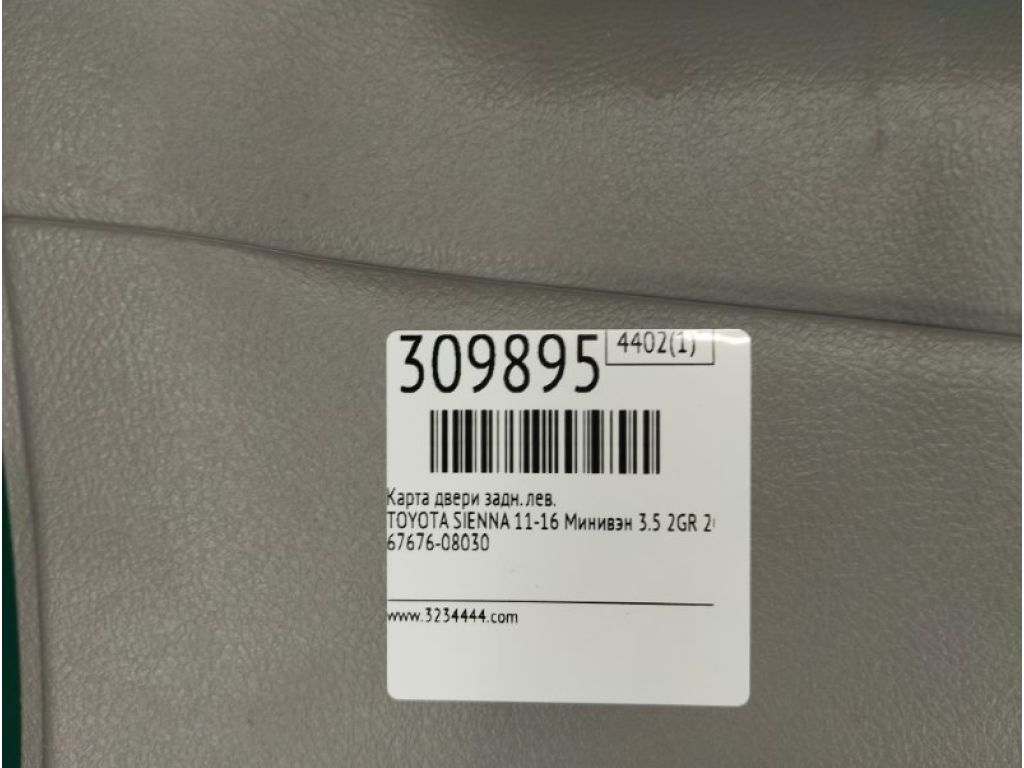 309895
4402(1)
Карта двери задн. лев.
TOYOTA SIENNA 11-16 Минивэн 3.5 2GR
67676-08030
www.3234444.com